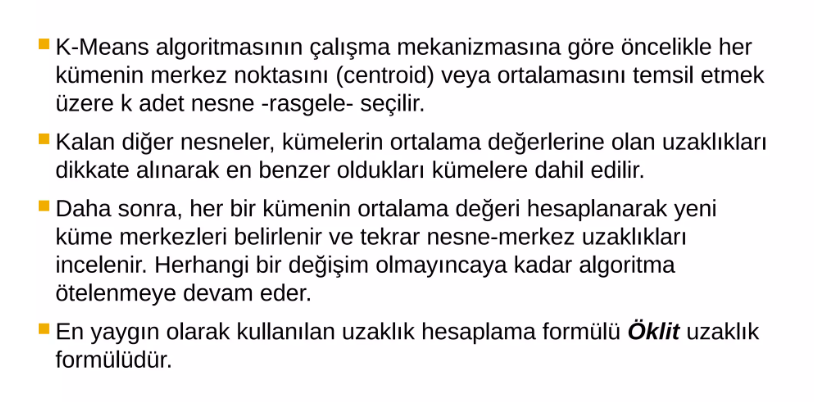 K-Means algoritmasının çalışma mekanizmasına göre öncelikle her
kümenin merkez noktasını (centroid) veya ortalamasını temsil etmek
üzere k adet nesne -rasgele- seçilir.
Kalan diğer nesneler, kümelerin ortalama değerlerine olan uzaklıkları
dikkate alınarak en benzer oldukları kümelere dahil edilir.
Daha sonra, her bir kümenin ortalama değeri hesaplanarak yeni
küme merkezleri belirlenir ve tekrar nesne-merkez uzaklıkları
incelenir. Herhangi bir değişim olmayıncaya kadar algoritma
ötelenmeye devam eder.
En yaygın olarak kullanılan uzaklık hesaplama formülü Öklit uzaklık
formülüdür.